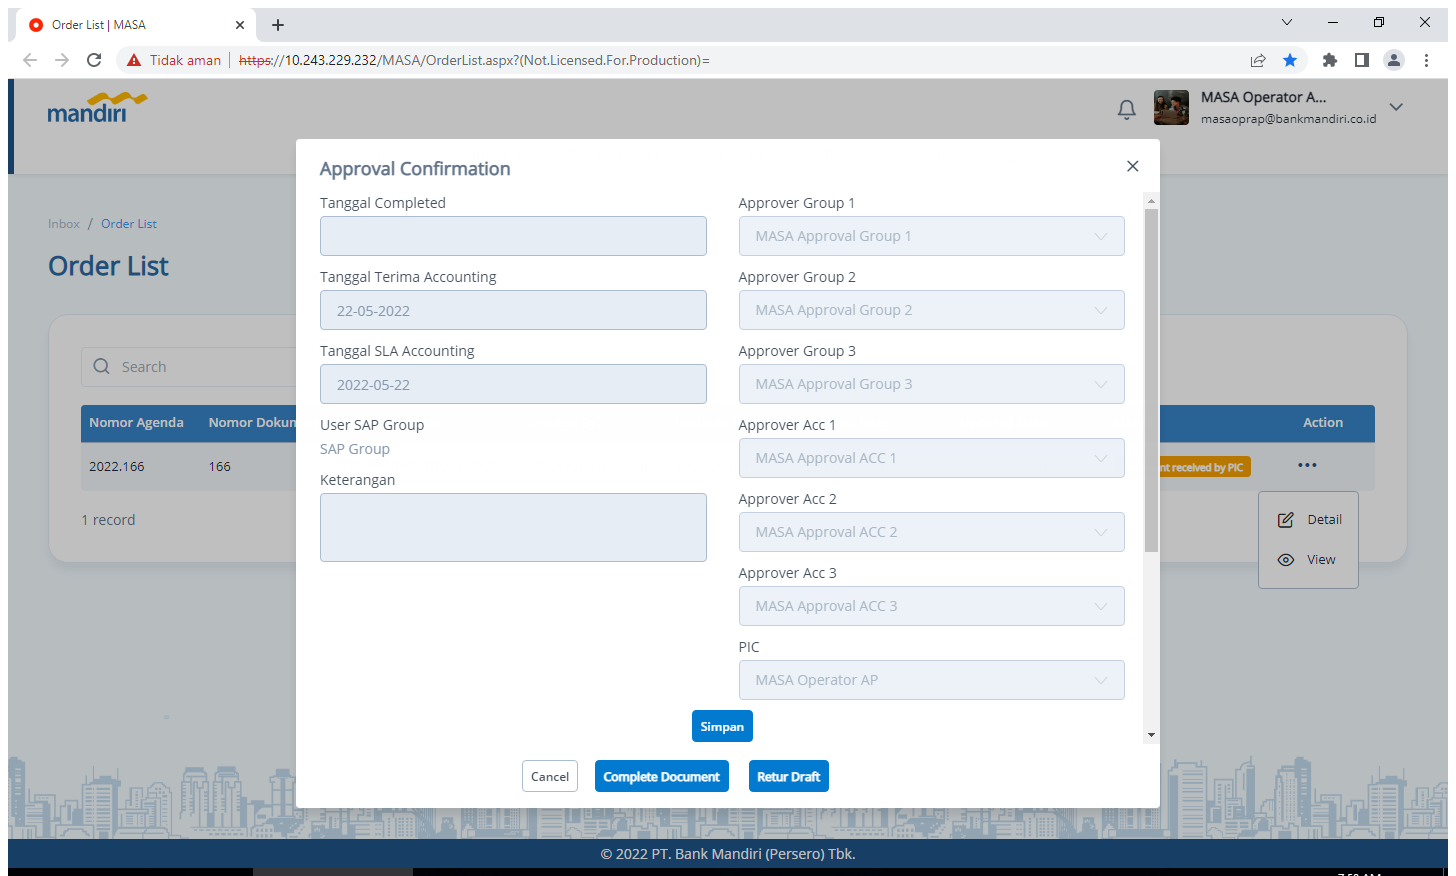 Order List | MASA
Tidak aman https://10.243.229.232/MASA/OrderList.aspx?(Not.Licensed.For.Production)=
mandiri
MASA Operator A...
masaoprap@bankmandiri.co.id
Inbox / Order List
Order List
Search
Nomor Agenda Action
2022.166 166 received by PIC
1 record
Detail
View
Approval Confirmation
Tanggal Completed
Tanggal Terima Accounting
22-05-2022
Tanggal SLA Accounting
2022-05-22
User SAP Group
SAP Group
Keterangan
Approver Group 1
MASA Approval Group 1
Approver Group 2
MASA Approval Group 2
Approver Group 3
MASA Approval Group 3
Approver Acc 1
MASA Approval ACC 1
Approver Acc 2
MASA Approval ACC 2
Approver Acc 3
MASA Approval ACC 3
PIC
MASA Operator AP
Simpan
Cancel Complete Document Retur Draft
© 2022 PT. Bank Mandiri (Persero) Tbk.